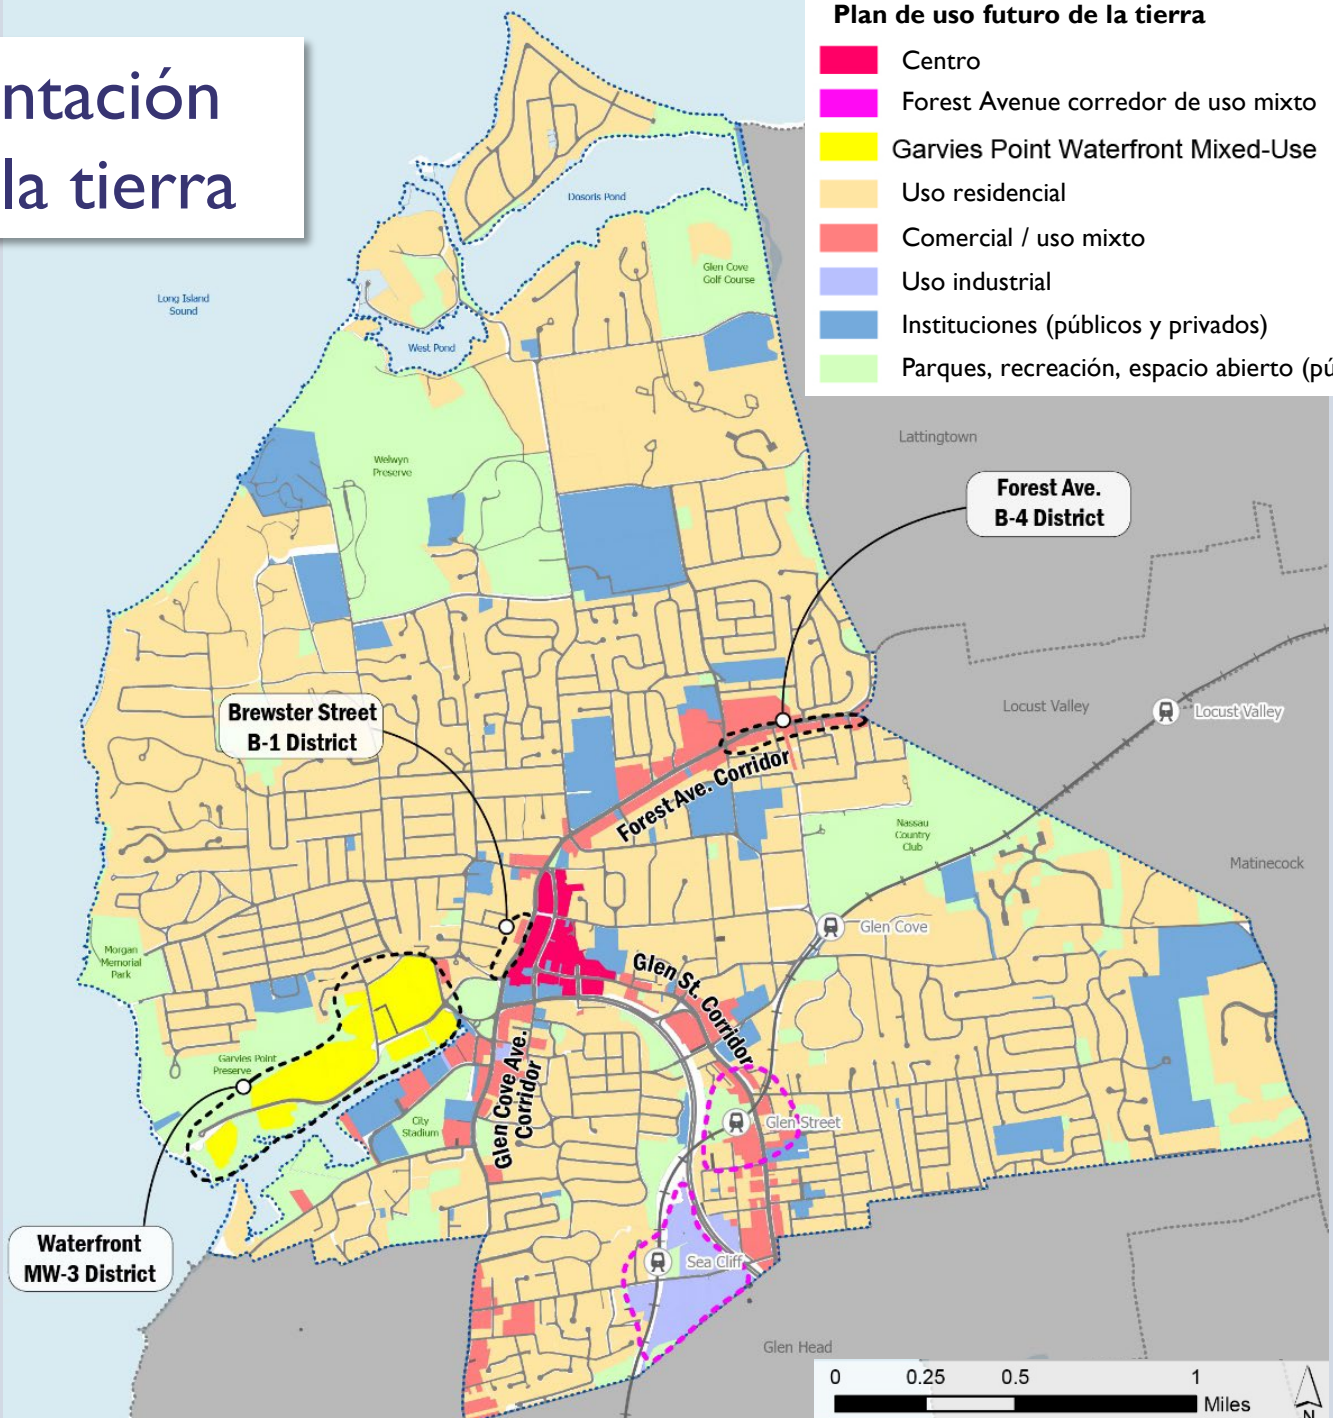 ntación
la tierra
Plan de uso futuro de la tierra
Centro
Forest Avenue corredor de uso mixto
Garvies Point Waterfront Mixed-Use
Uso residencial
Comercial / uso mixto
Uso industrial
Instituciones (públicos y privados)
Parques, recreación, espacio abierto (pú
Dosoris Pond
Glen Cove
Golf Course
Long Island
Sound
West Pond
Lattingtown
Welwyn
Preserve
Forest Ave.
B-4 District
Brewster Street
B-1 District
Locust Valley
Locust Valley
Forest Ave. Corridor
Nassau
Country
Club
Matinecock
Glen Cove
Morgan
Memorial
Park
Glen St. Corridor
Garvies Point
Preserve
Glen Cove Ave.
Corridor
City
Stadium
Glen Street
Waterfront
MW-3 District
Sea Cliff
Glen Head
0 0.25 0.5 1
Miles
N